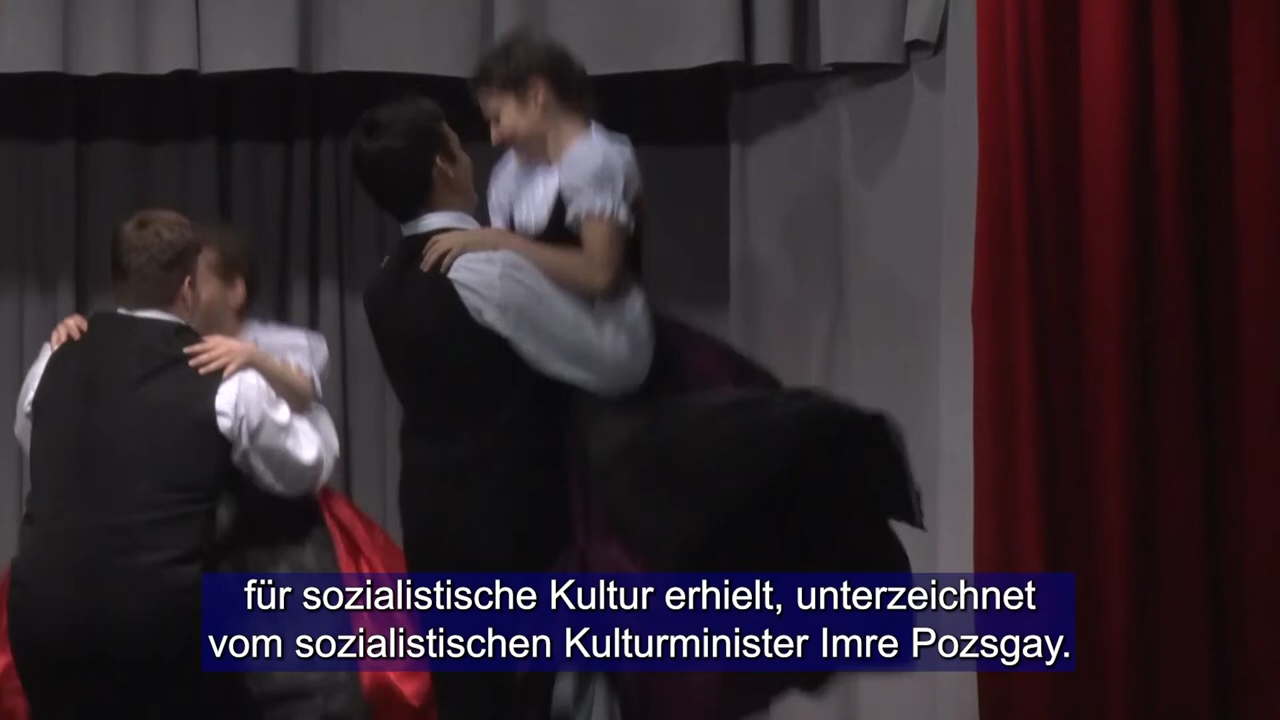 für sozialistische Kultur erhielt, unterzeichnet
vom sozialistischen Kulturminister Imre Pozsgay.